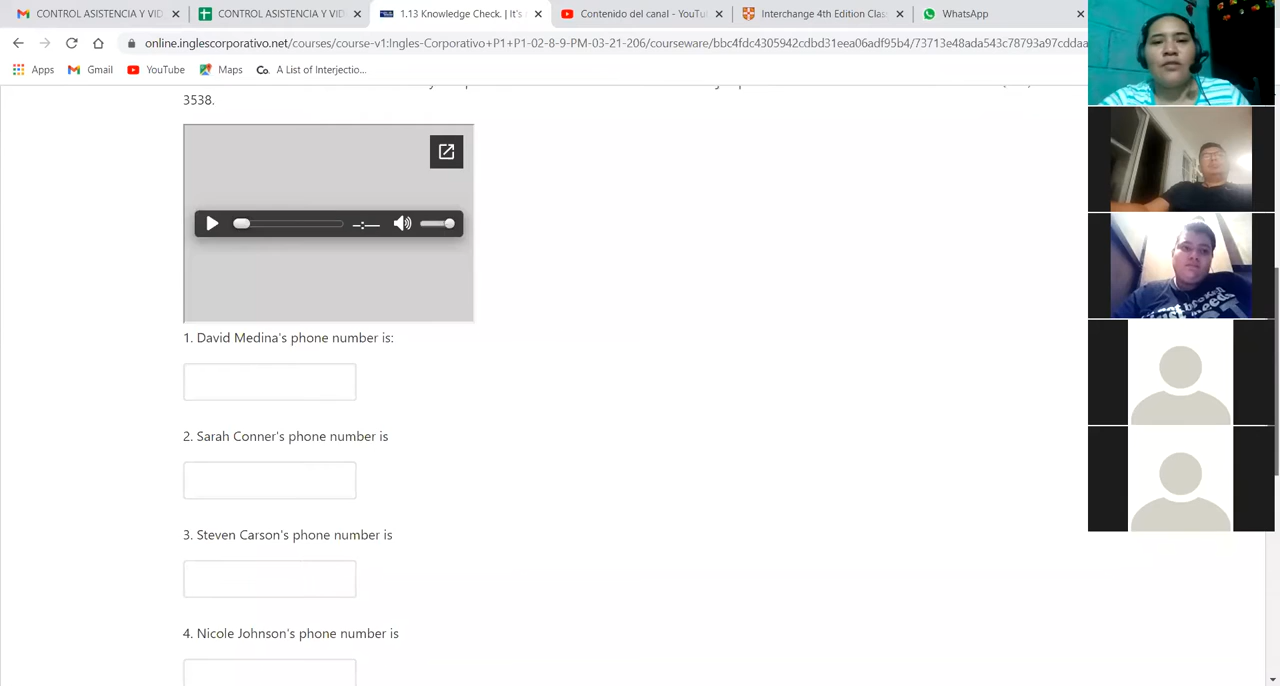 CONTROL ASISTENCIA Y VID
CONTROL ASISTENCIA Y VID
1.13 Knowledge Check. | It's
Contenido del canal - YouTu
Interchange 4th Edition Clas
WhatsApp
online.inglescorporativo.net/courses/course-v1:Ingles-Corporativo+P1+P1-02-8-9-PM-03-21-206/courseware/bbc4fdc4305942cdbd31eea06adf95b4/73713e48ada543c78793a97cddaa
Apps
Gmail
YouTube
Maps
Co. A List of Interjectio...
3538.
--:--
1. David Medina's phone number is:
2. Sarah Conner's phone number is
3. Steven Carson's phone number is
4. Nicole Johnson's phone number is